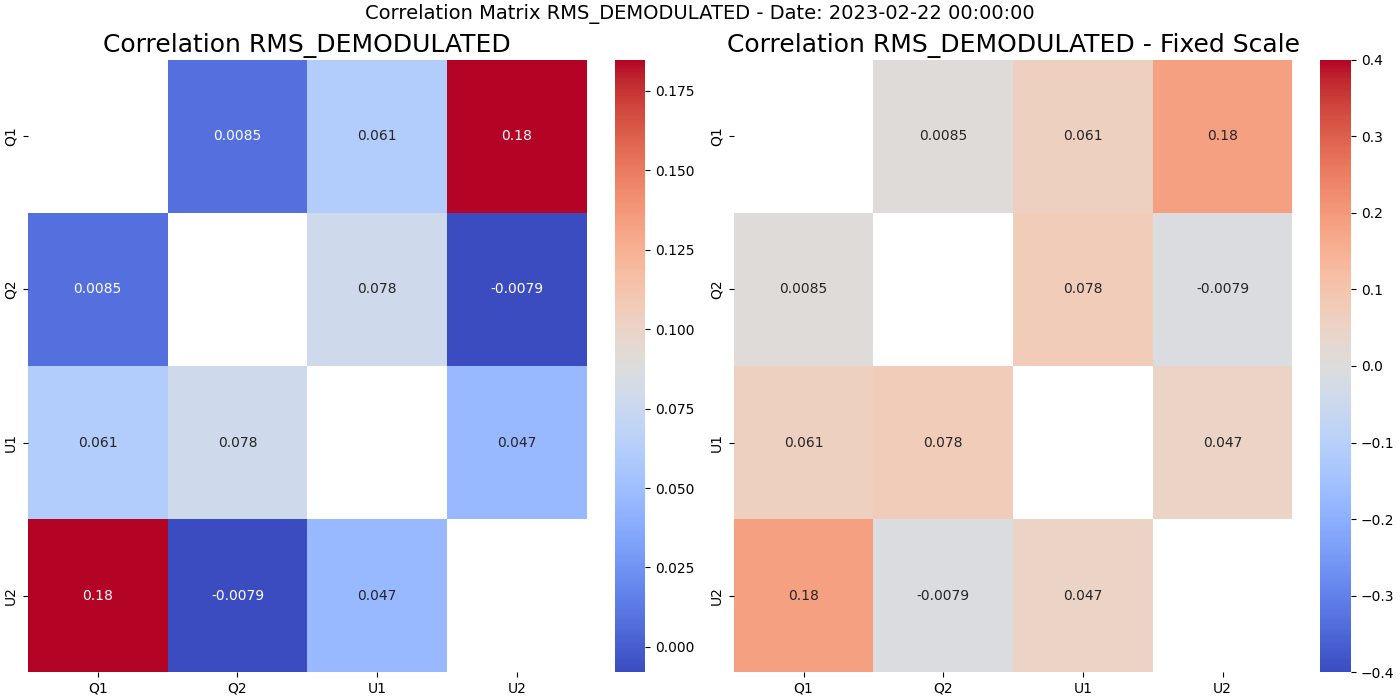 Correlation Matrix RMS_DEMODULATED - Date: 2023-02-22 00:00:00
Correlation RMS_DEMODULATED
Q1
0.0085
0.061
0.18
Q2
0.0085
0.078
-0.0079
U1
0.061
0.078
0.047
U2
0.18
-0.0079
0.047
Q1
Q2
U1
U2
0.175
0.150
0.125
0.100
0.075
0.050
0.025
0.000
Correlation RMS_DEMODULATED - Fixed Scale
Q1
0.0085
0.061
0.18
Q2
0.0085
0.078
-0.0079
U1
0.061
0.078
0.047
U2
0.18
-0.0079
0.047
Q1
Q2
U1
U2
0.4
0.3
0.2
0.1
0.0
−0.1
−0.2
−0.3
−0.4